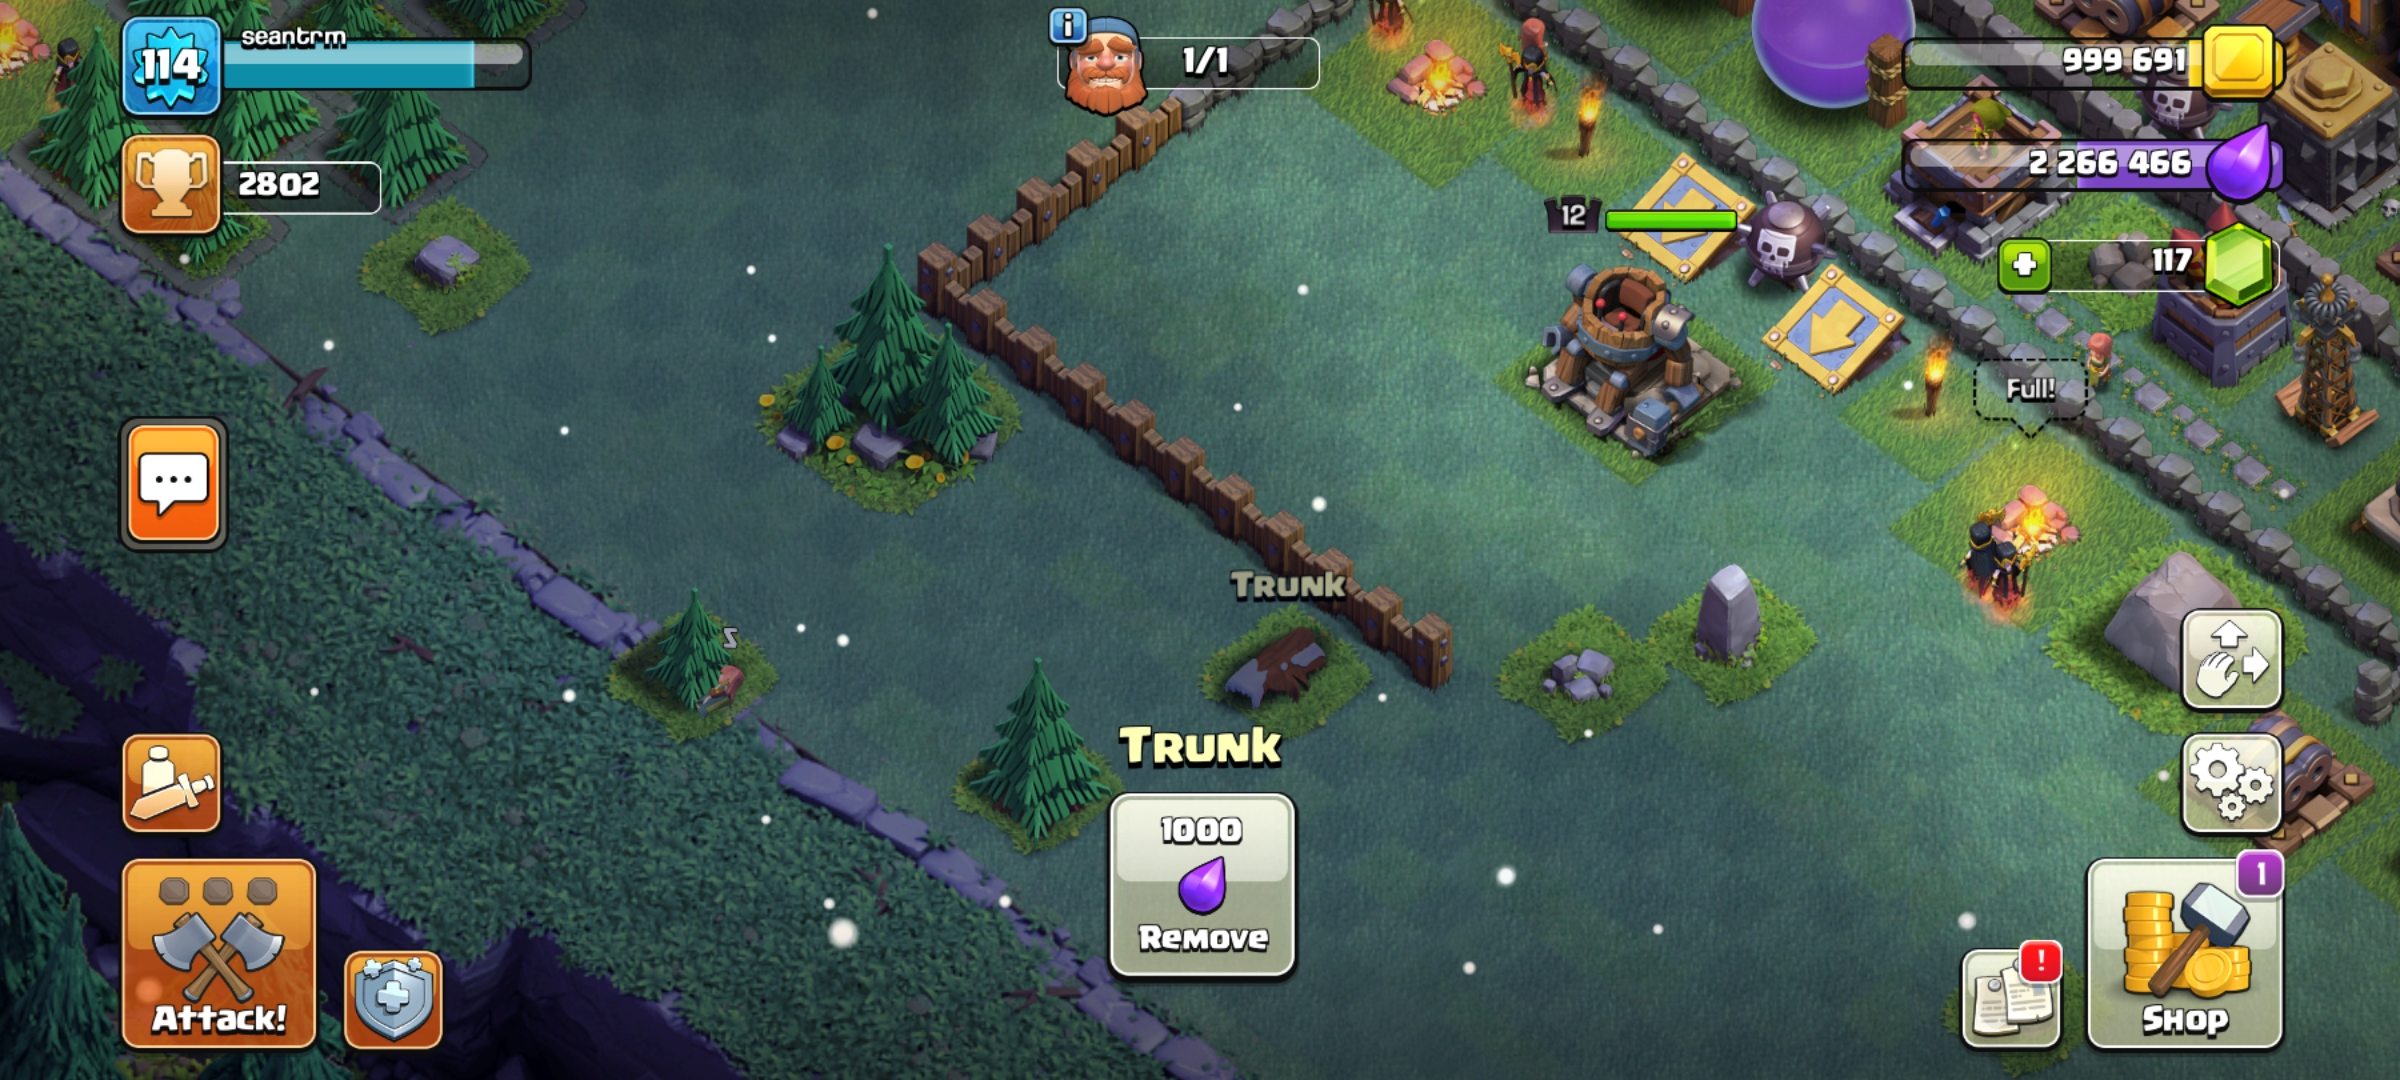 114
seantrm
1/1
999 691
2802
2 266 466
12
117
Full!
Trunk
Trunk
1000
Remove
1
!
Attack!
Shop